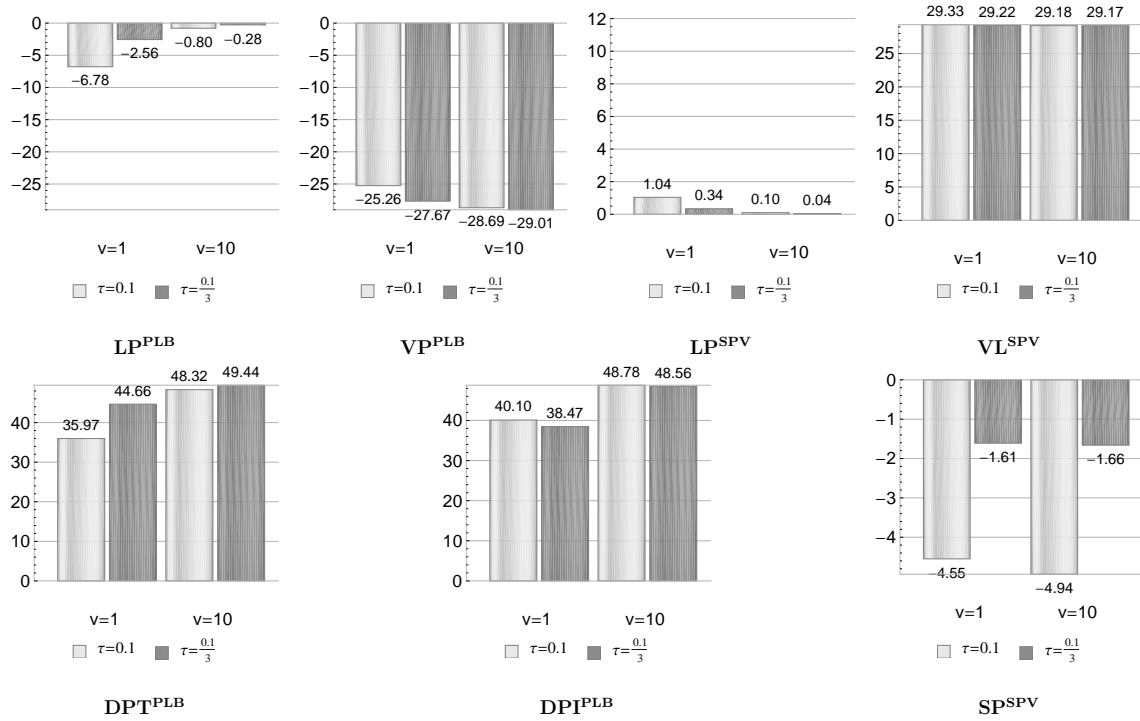 0
−5
−10
−15
−20
−25
−6.78
−2.56
−0.80
−0.28
v=1 v=10
τ=0.1 τ=0.1/3
LP^PLB
0
−5
−10
−15
−20
−25
−25.26
−27.67
−28.69
−29.01
v=1 v=10
τ=0.1 τ=0.1/3
VP^PLB
12
10
8
6
4
2
0
1.04
0.34
0.10
0.04
v=1 v=10
τ=0.1 τ=0.1/3
LP^SPV
29.33 29.22 29.18 29.17
25
20
15
10
5
0
v=1 v=10
τ=0.1 τ=0.1/3
VL^SPV
35.97
44.66
48.32
49.44
40
30
20
10
0
v=1 v=10
τ=0.1 τ=0.1/3
DPT^PLB
40.10
38.47
48.78
48.56
40
30
20
10
0
v=1 v=10
τ=0.1 τ=0.1/3
DPI^PLB
0
−1
−2
−3
−4
−4.55
−1.61
−4.94
−1.66
v=1 v=10
τ=0.1 τ=0.1/3
SP^SPV